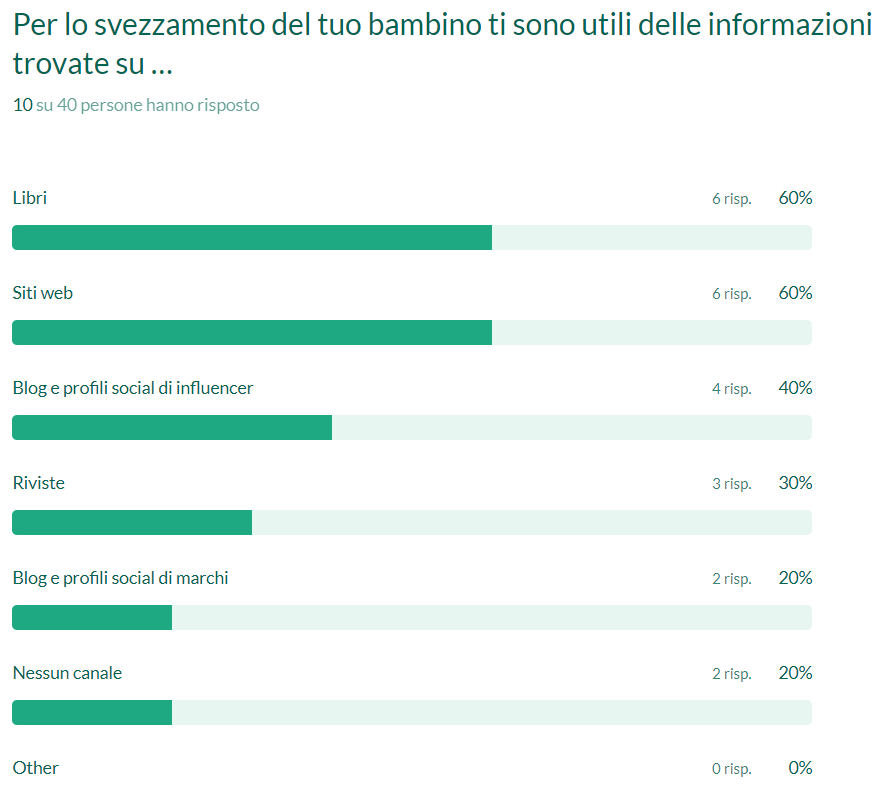 Per lo svezzamento del tuo bambino ti sono utili delle informazioni
trovate su ...
10 su 40 persone hanno risposto
Libri 6 risp. 60%
Siti web 6 risp. 60%
Blog e profili social di influencer 4 risp. 40%
Riviste 3 risp. 30%
Blog e profili social di marchi 2 risp. 20%
Nessun canale 2 risp. 20%
Other 0 risp. 0%